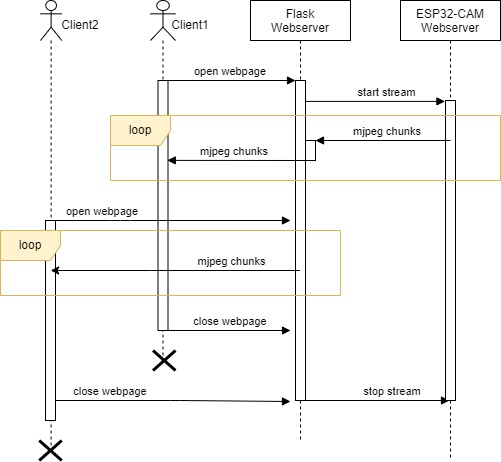 Client2
Client1
Flask
Webserver
ESP32-CAM
Webserver
open webpage
start stream
loop
mjpeg chunks
mjpeg chunks
open webpage
loop
mjpeg chunks
close webpage
close webpage
stop stream